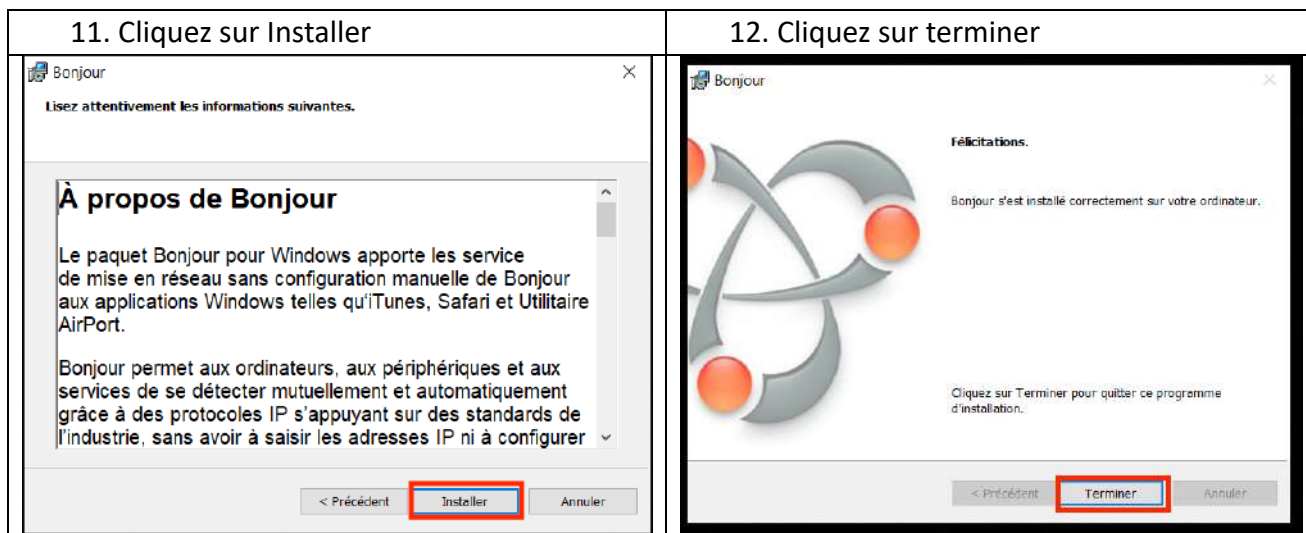 11. Cliquez sur Installer
12. Cliquez sur terminer
Bonjour
Lisez attentivement les informations suivantes.
À propos de Bonjour
Le paquet Bonjour pour Windows apporte les service
de mise en réseau sans configuration manuelle de Bonjour
aux applications Windows telles qu'iTunes, Safari et Utilitaire
AirPort.
Bonjour permet aux ordinateurs, aux périphériques et aux
services de se détecter mutuellement et automatiquement
grâce à des protocoles IP s'appuyant sur des standards de
l'industrie, sans avoir à saisir les adresses IP ni à configurer
< Précédent
Installer
Annuler
Bonjour
Félicitations.
Bonjour s'est installé correctement sur votre ordinateur.
Cliquez sur Terminer pour quitter ce programme
d'installation.
< Précédent
Terminer
Annuler